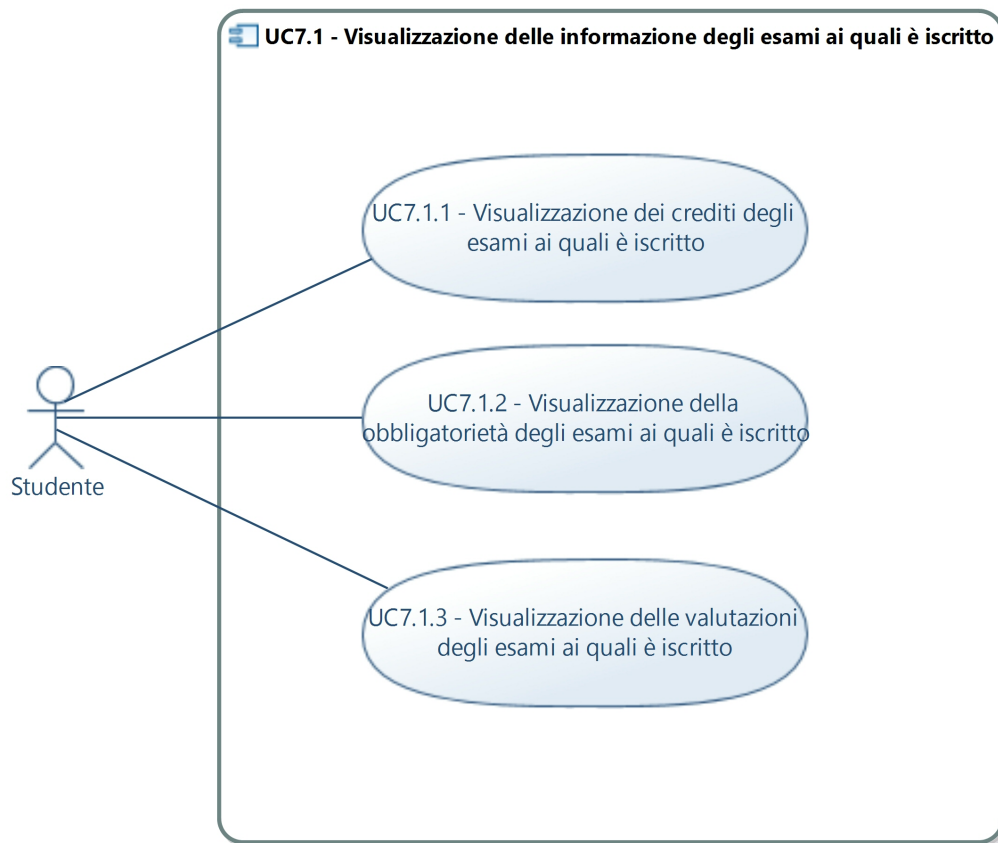 UC7.1 - Visualizzazione delle informazione degli esami ai quali è iscritto
UC7.1.1 - Visualizzazione dei crediti degli
esami ai quali è iscritto
UC7.1.2 - Visualizzazione della
obbligatorietà degli esami ai quali è iscritto
Studente
UC7.1.3 - Visualizzazione delle valutazioni
degli esami ai quali è iscritto